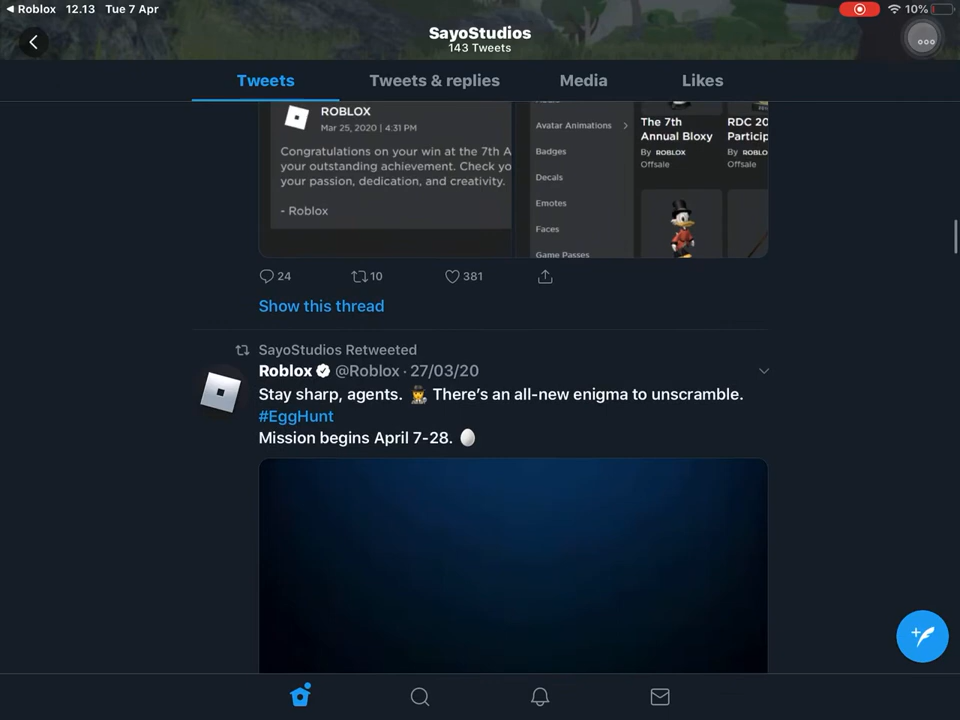 Roblox 12.13 Tue 7 Apr 10%
SayoStudios
143 Tweets
Tweets Tweets & replies Media Likes
ROBLOX
Mar 25, 2020 | 4:31 PM
Congratulations on your win at the 7th A
your outstanding achievement. Check yo
your passion, dedication, and creativity.
- Roblox
Avatar Animations
Badges
Decals
Emotes
Faces
Game Passes
The 7th
Annual Bloxy
By ROBLOX
Offsale
RDC 20
Particip
By ROBLO
Offsale
24 10 381
Show this thread
SayoStudios Retweeted
Roblox @Roblox · 27/03/20
Stay sharp, agents. There's an all-new enigma to unscramble.
#EggHunt
Mission begins April 7-28.